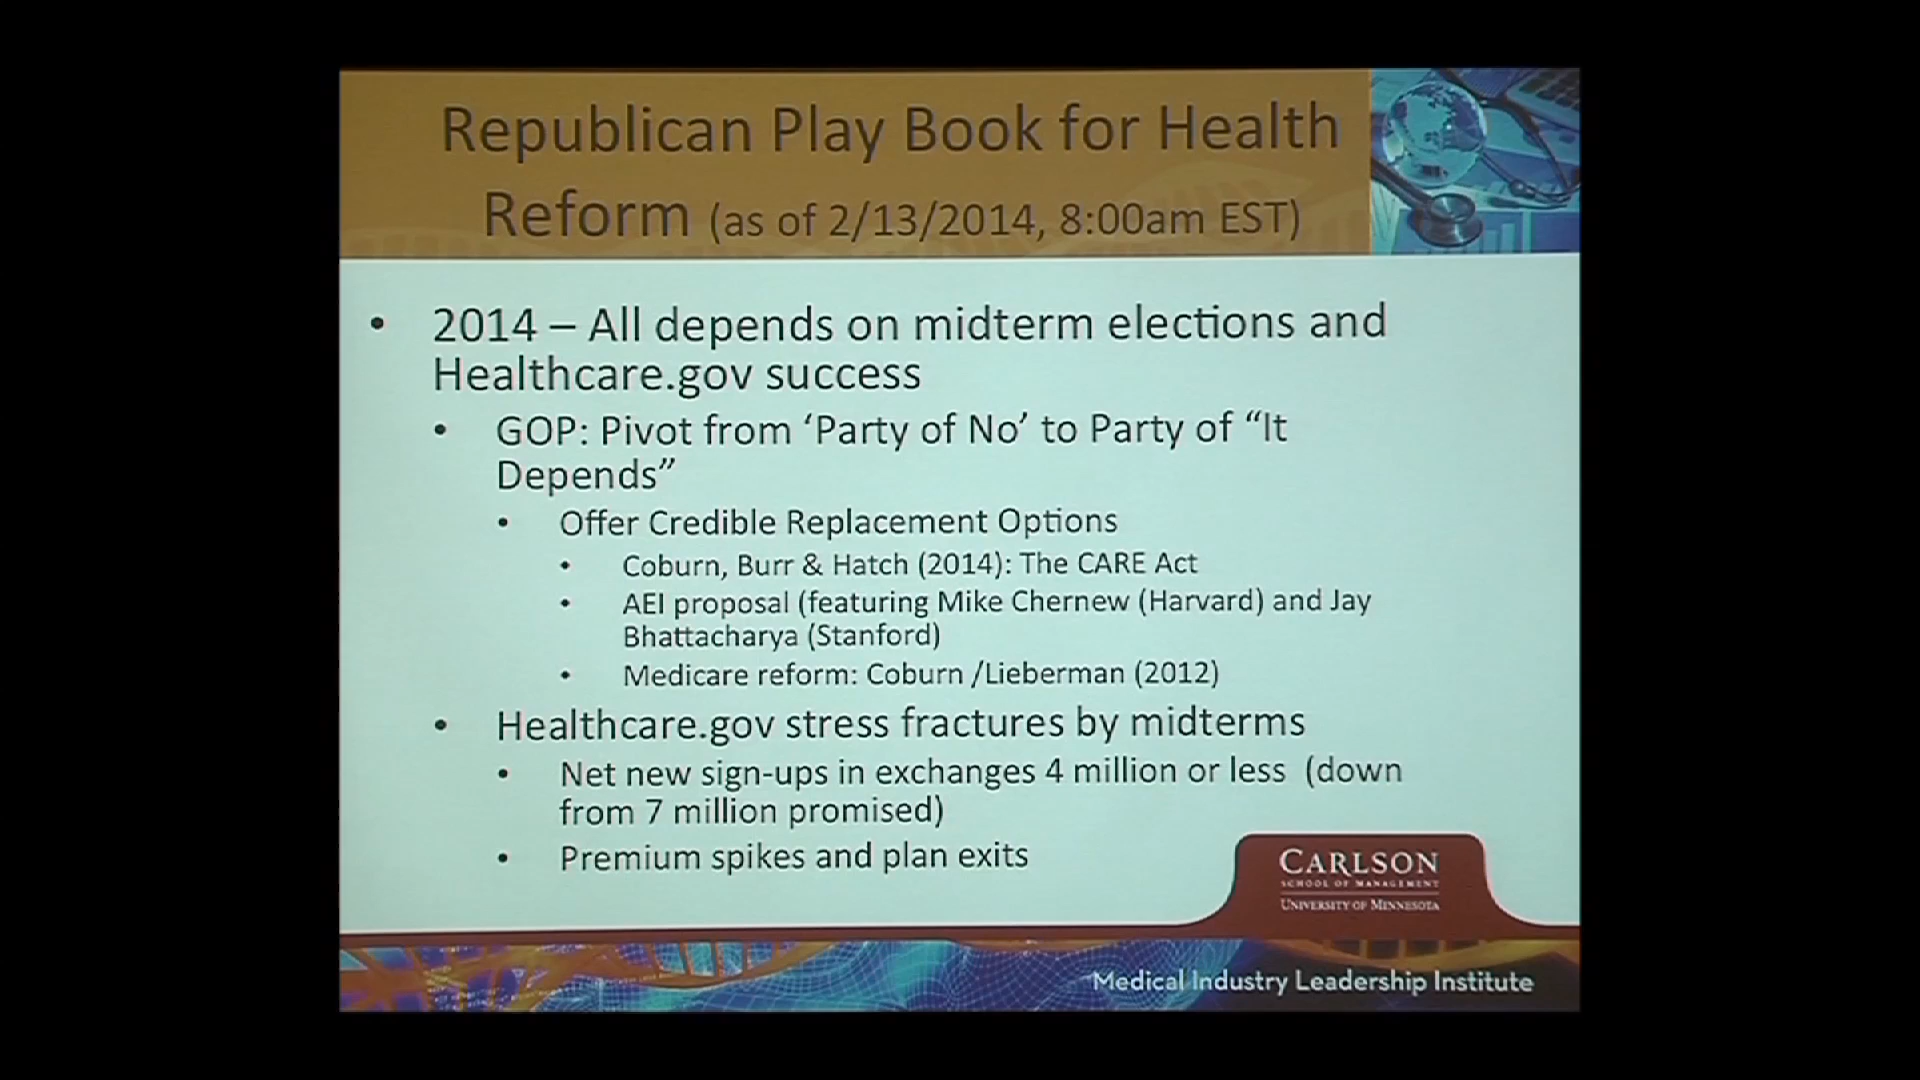 Republican Play Book for Health
Reform (as of 2/13/2014, 8:00am EST)
• 2014 – All depends on midterm elections and
Healthcare.gov success
• GOP: Pivot from ‘Party of No’ to Party of “It
Depends”
• Offer Credible Replacement Options
• Coburn, Burr & Hatch (2014): The CARE Act
• AEI proposal (featuring Mike Chernew (Harvard) and Jay
Bhattacharya (Stanford)
• Medicare reform: Coburn /Lieberman (2012)
• Healthcare.gov stress fractures by midterms
• Net new sign-ups in exchanges 4 million or less (down
from 7 million promised)
• Premium spikes and plan exits
CARLSON
SCHOOL OF MANAGEMENT
UNIVERSITY OF MINNESOTA
Medical Industry Leadership Institute